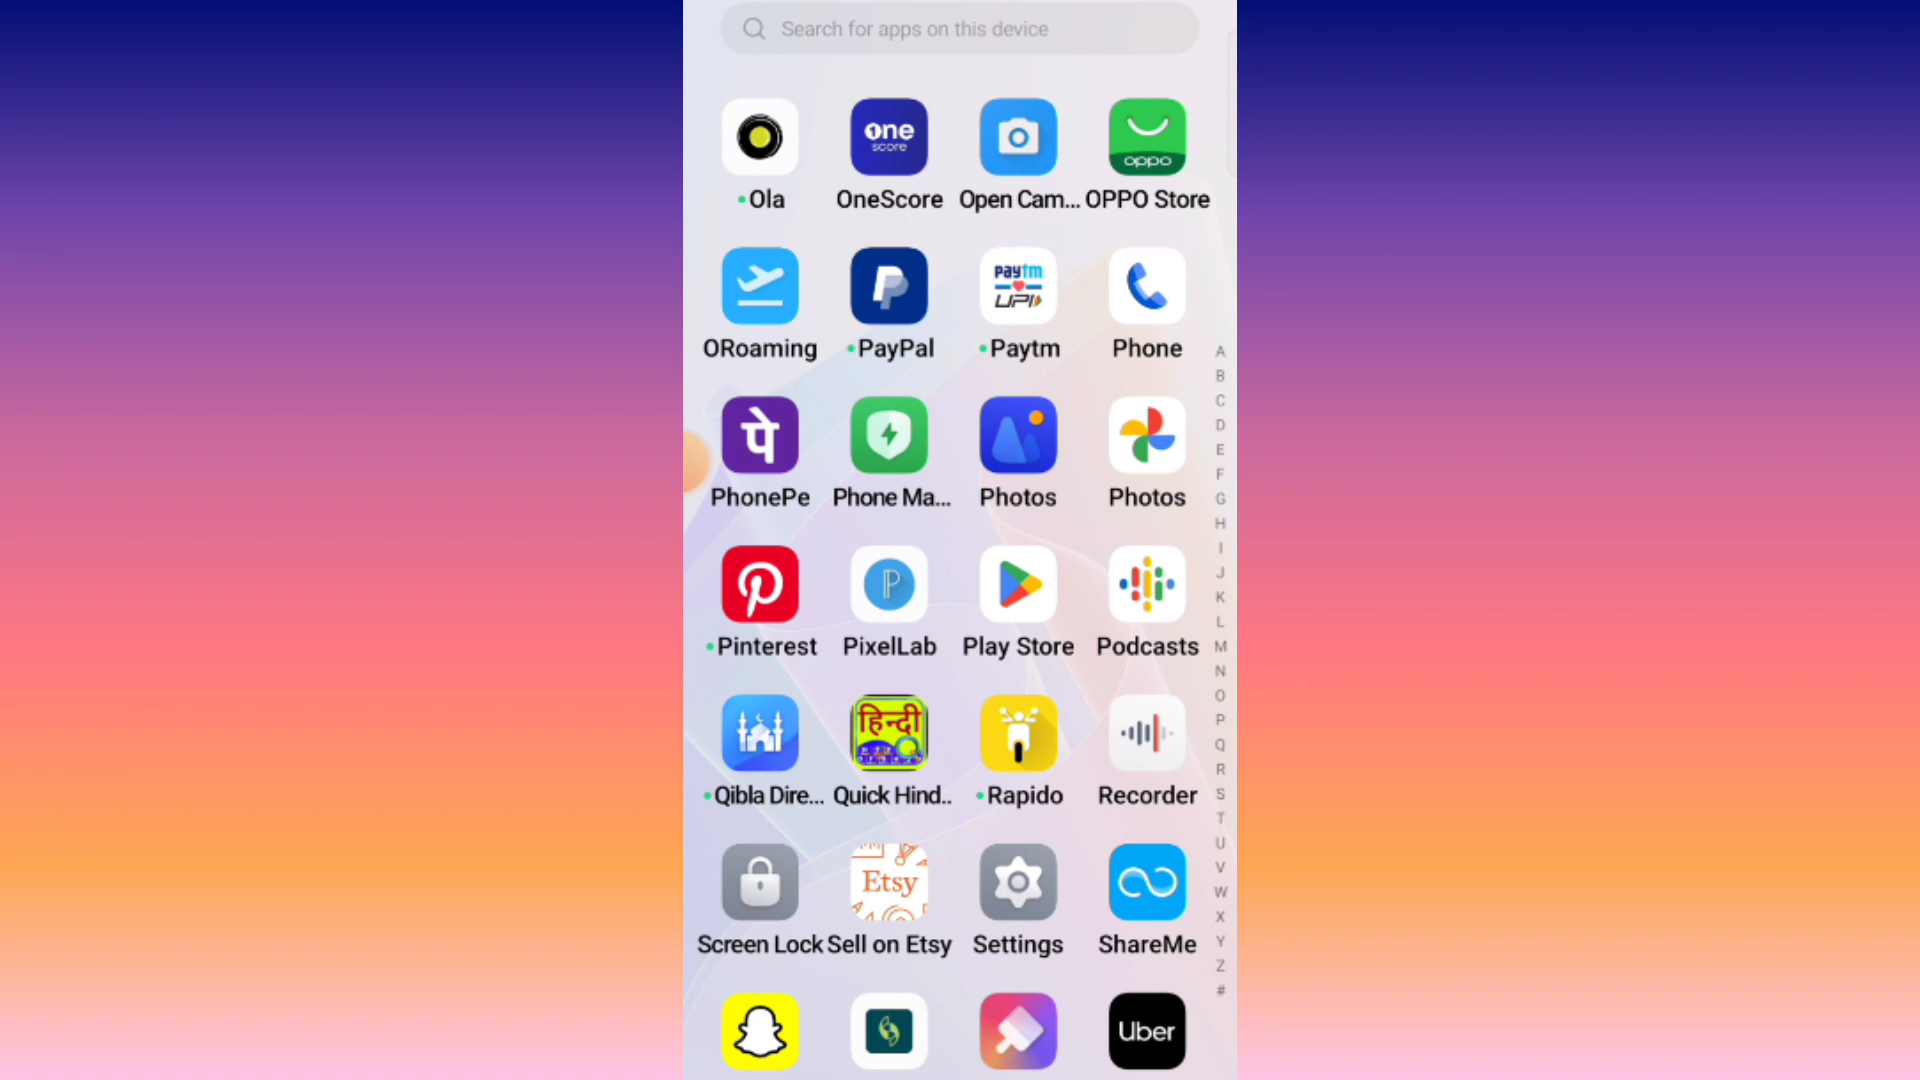 Search for apps on this device
one
score
oppo
Ola
OneScore
Open Cam...
OPPO Store
paytm
UPI
ORoaming
PayPal
Paytm
Phone
पे
PhonePe
Phone Ma...
Photos
Photos
Pinterest
PixelLab
Play Store
Podcasts
हिन्दी
Qibla Dire...
Quick Hind..
Rapido
Recorder
Etsy
Screen Lock
Sell on Etsy
Settings
ShareMe
Uber
A
B
C
D
E
F
G
H
I
J
K
L
M
N
O
P
Q
R
S
T
U
V
W
X
Y
Z
#